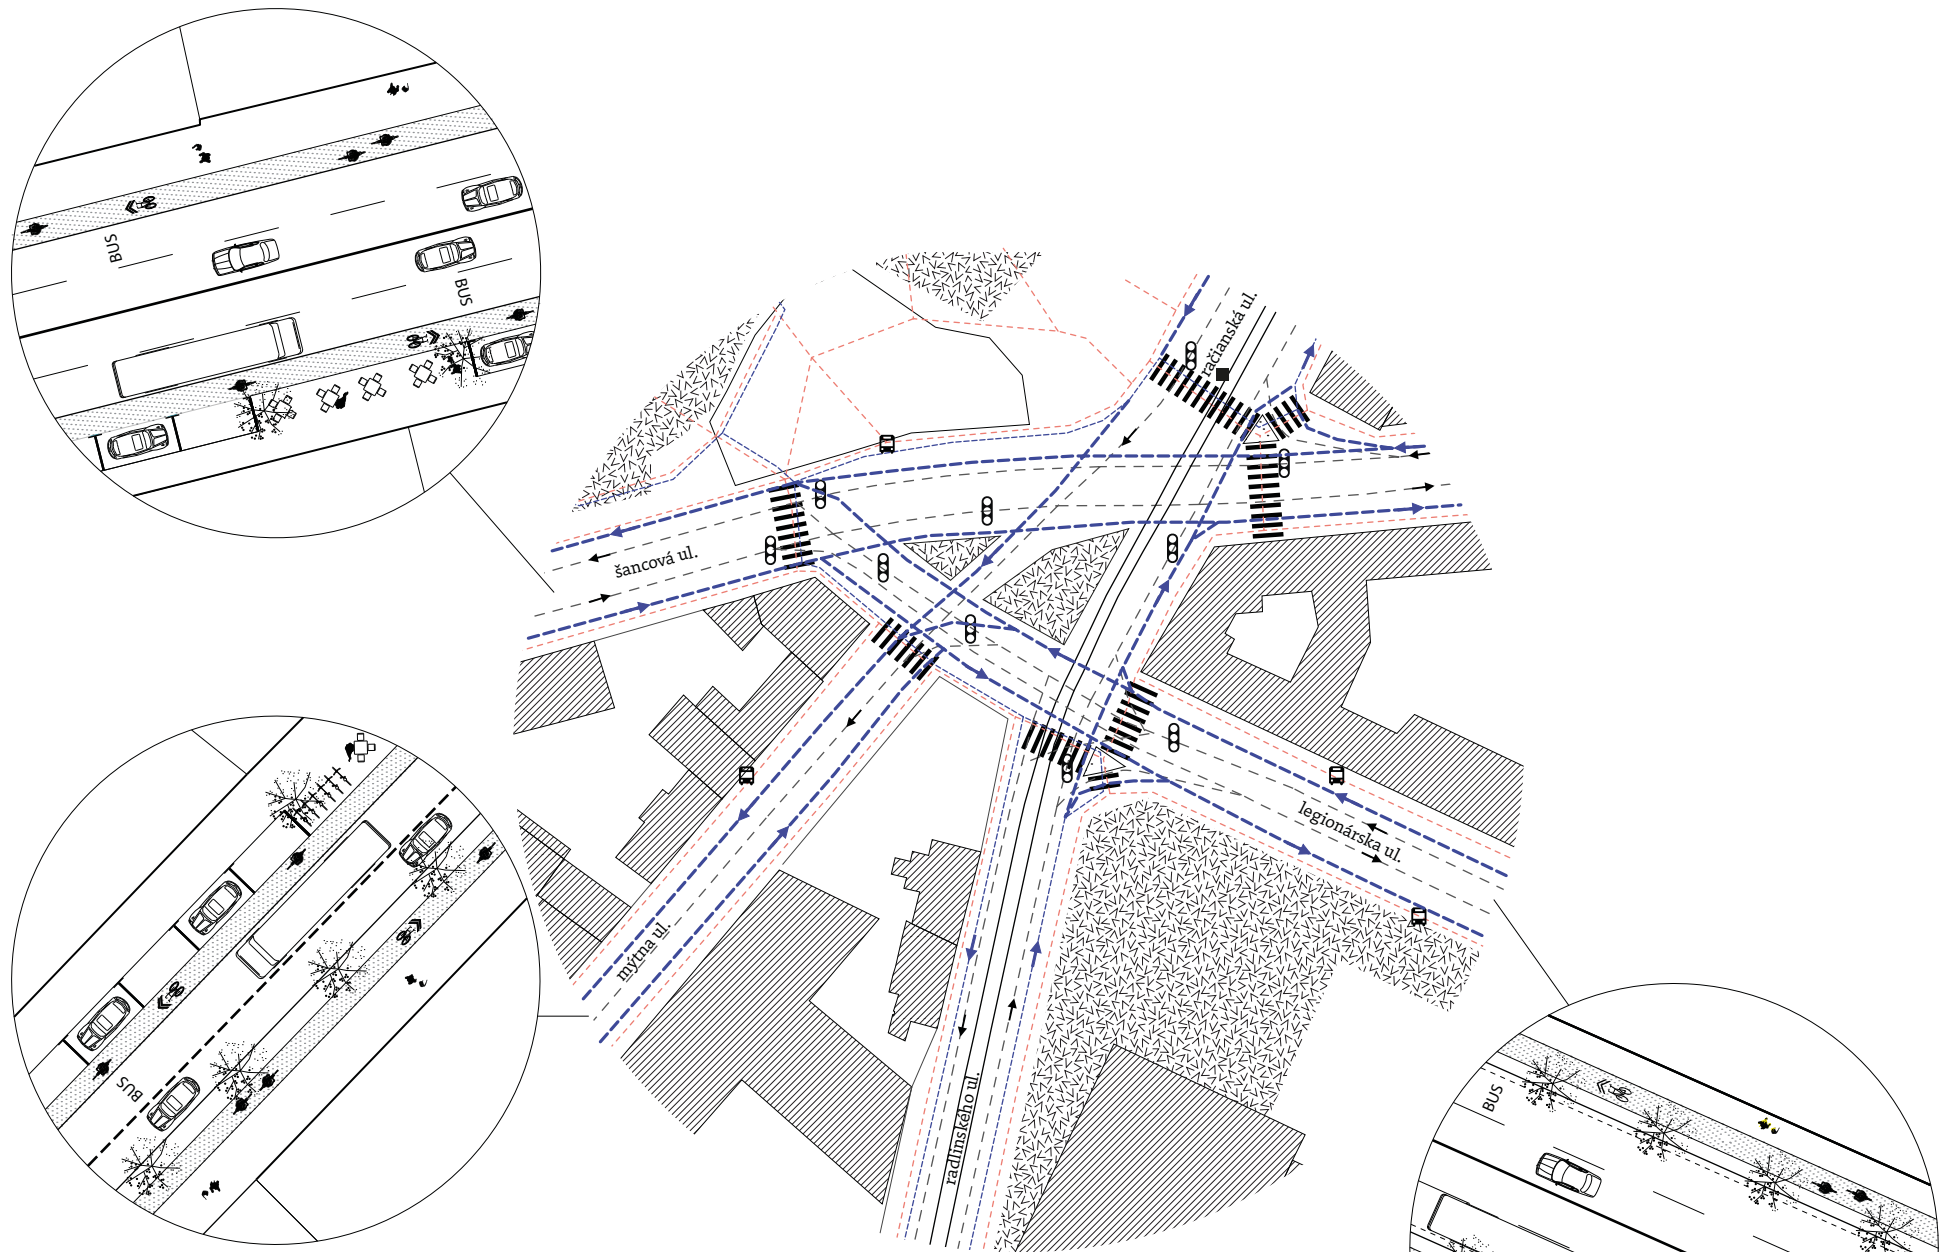 BUS
BUS
račianská ul.
šancová ul.
legionárska ul.
mýtna ul.
BUS
radlinského ul.
BUS